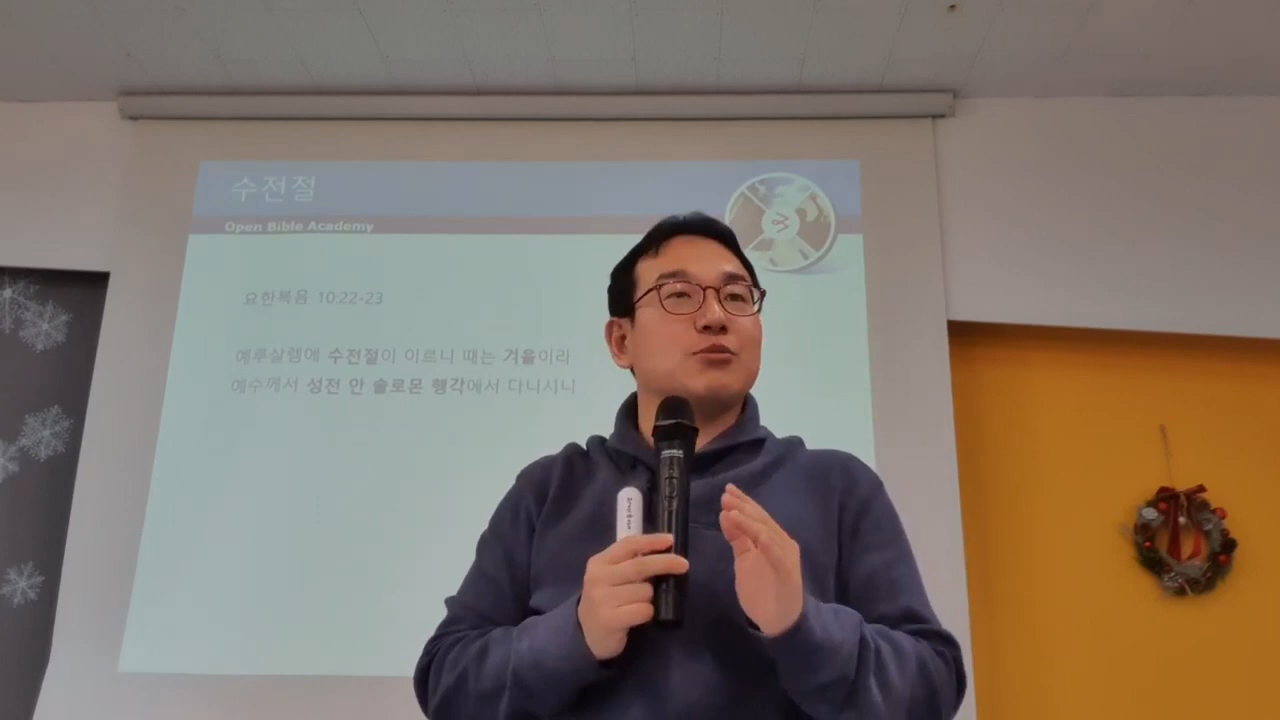 수전절
Open Bible Academy
요한복음 10:22-23
예루살렘에 수전절이 이르니 때는 겨울이라
예수께서 성전 안 솔로몬 행각에서 다니시니